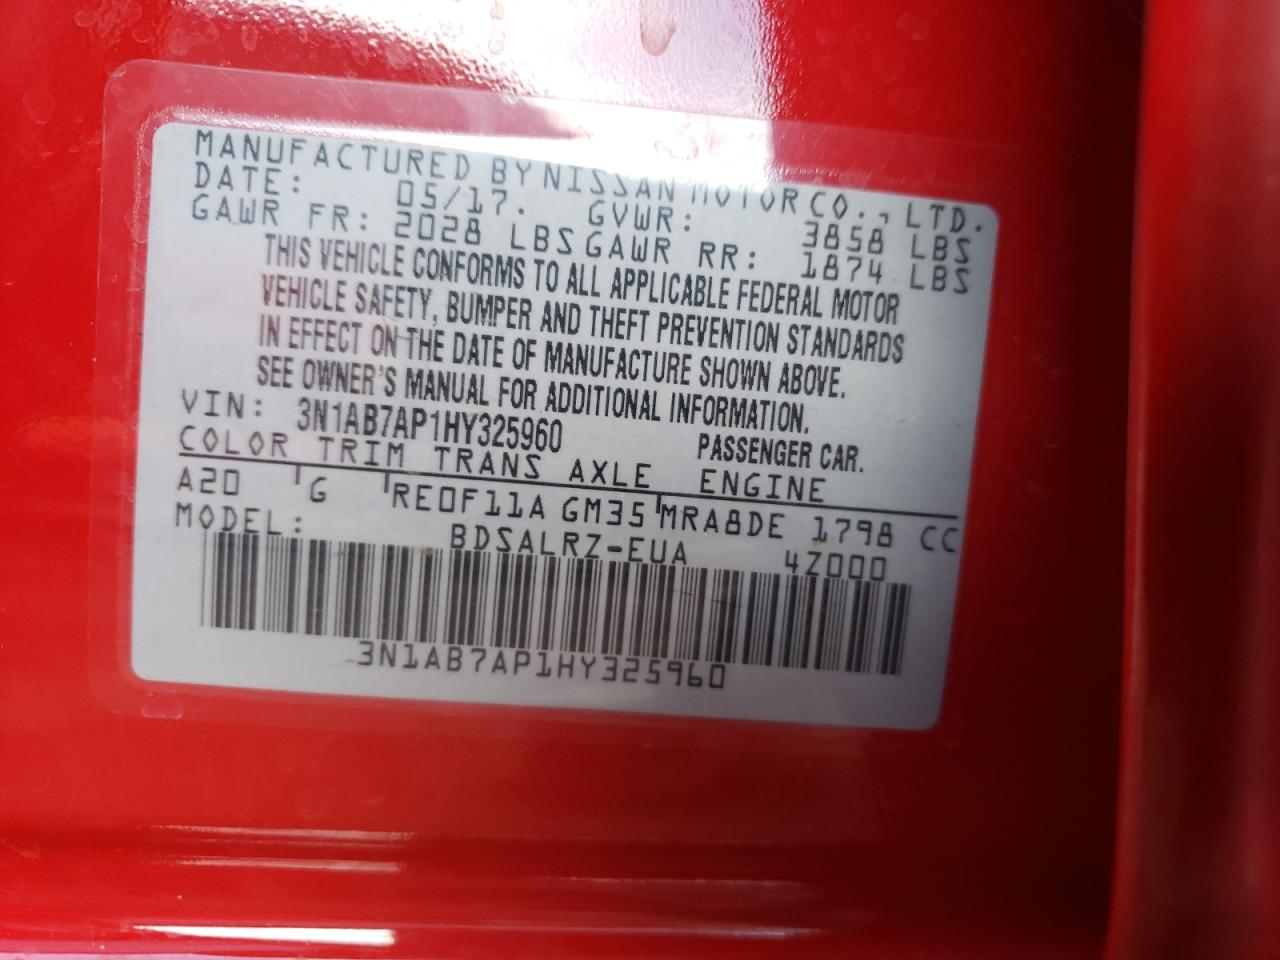 MANUFACTURED BY NISSAN MOTOR CO., LTD.
DATE: 05/17. GVWR: 3858 LBS
GAWR FR: 2028 LBS GAWR RR: 1874 LBS
THIS VEHICLE CONFORMS TO ALL APPLICABLE FEDERAL MOTOR
VEHICLE SAFETY, BUMPER AND THEFT PREVENTION STANDARDS
IN EFFECT ON THE DATE OF MANUFACTURE SHOWN ABOVE.
SEE OWNER'S MANUAL FOR ADDITIONAL INFORMATION.
VIN: 3N1AB7AP1HY325960 PASSENGER CAR.
COLOR TRIM TRANS AXLE ENGINE
A20 G RE0F11A GM35 MRA8DE 1798 CC
MODEL: BDSALRZ-EUA 4Z000
3N1AB7AP1HY325960